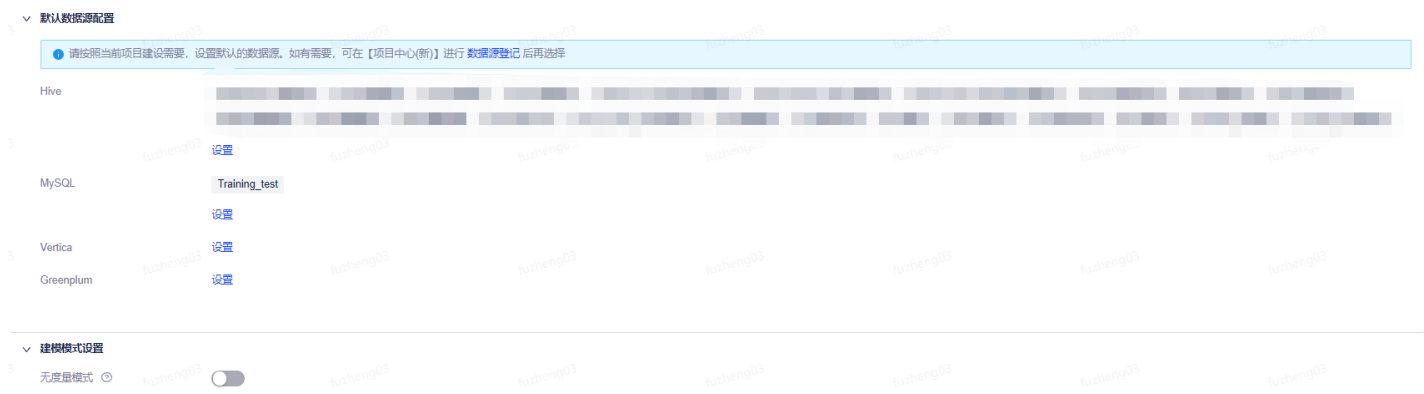 默认数据源配置
请按照当前项目建设需要，设置默认的数据源。如有需要，可在【项目中心(新)】进行 数据源登记 后再选择
Hive
设置
MySQL
Training_test
设置
Vertica
设置
Greenplum
设置
建模模式设置
无度量模式
fuzheng03